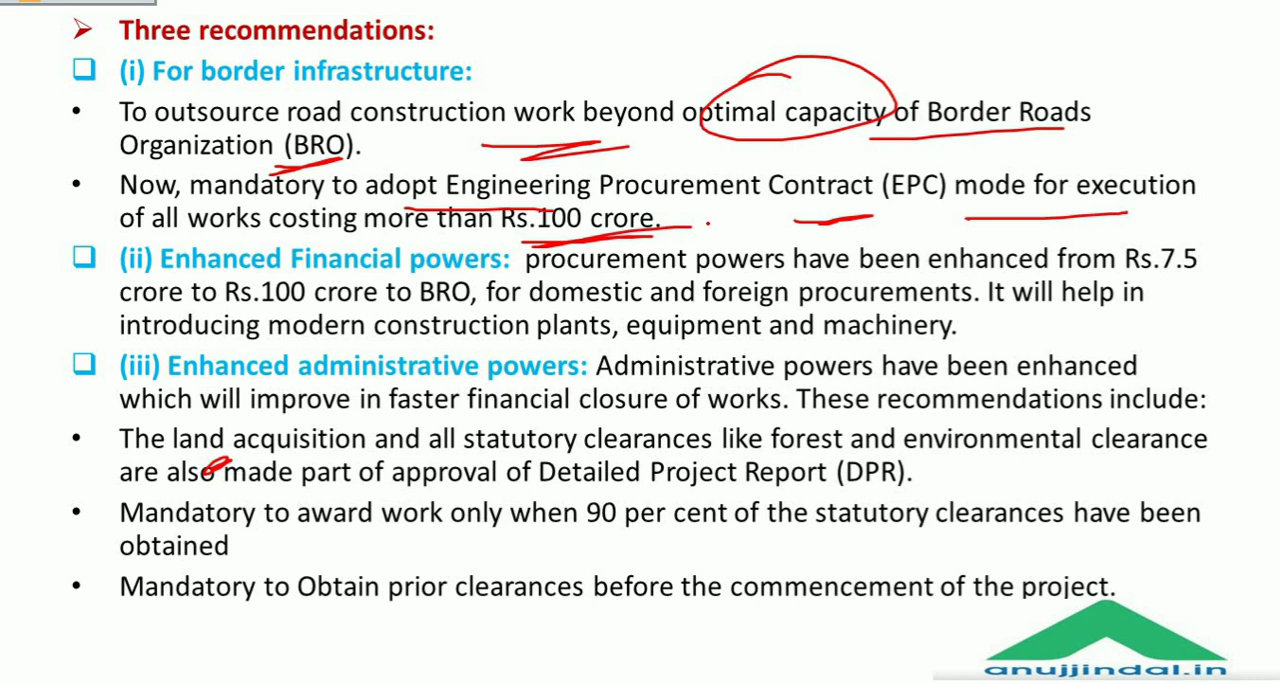 Three recommendations:
(i) For border infrastructure:
• To outsource road construction work beyond optimal capacity of Border Roads
Organization (BRO).
• Now, mandatory to adopt Engineering Procurement Contract (EPC) mode for execution
of all works costing more than Rs.100 crore.
(ii) Enhanced Financial powers: procurement powers have been enhanced from Rs.7.5
crore to Rs.100 crore to BRO, for domestic and foreign procurements. It will help in
introducing modern construction plants, equipment and machinery.
(iii) Enhanced administrative powers: Administrative powers have been enhanced
which will improve in faster financial closure of works. These recommendations include:
• The land acquisition and all statutory clearances like forest and environmental clearance
are also made part of approval of Detailed Project Report (DPR).
• Mandatory to award work only when 90 per cent of the statutory clearances have been
obtained
• Mandatory to Obtain prior clearances before the commencement of the project.
anujjindal.in